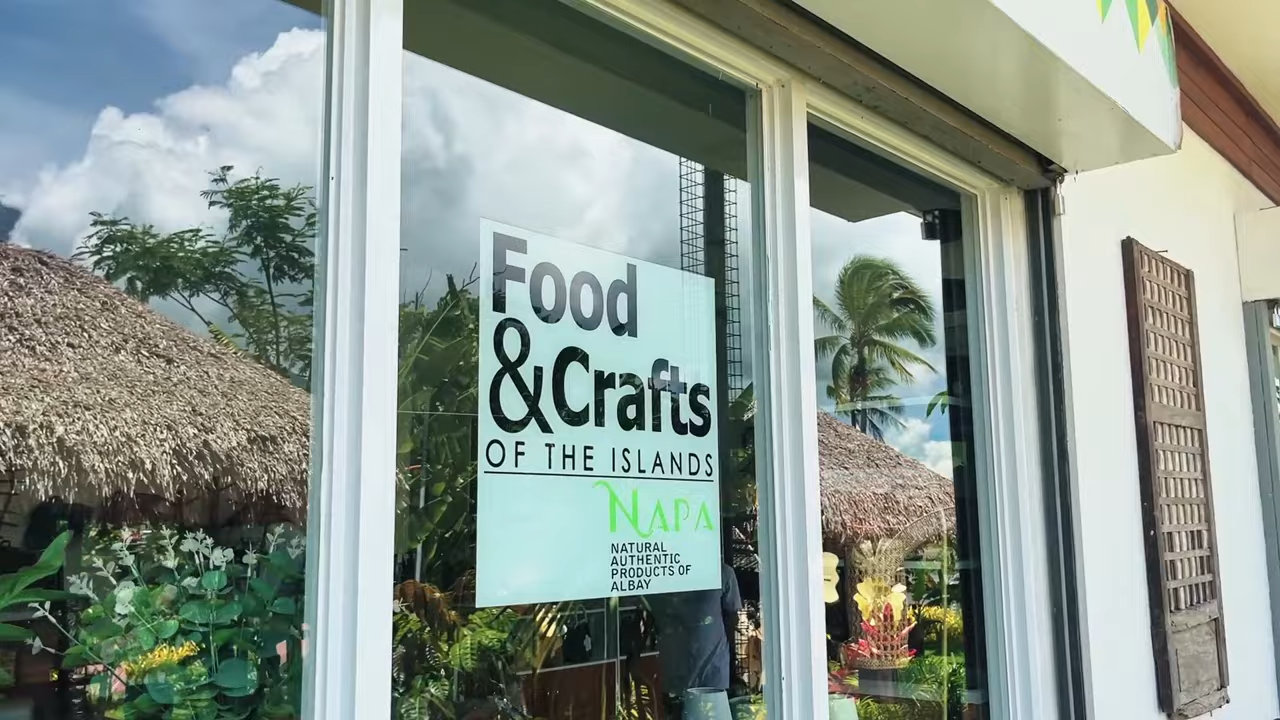 Food
&Crafts
OF THE ISLANDS
NAPA
NATURAL
AUTHENTIC
PRODUCTS OF
ALBAY